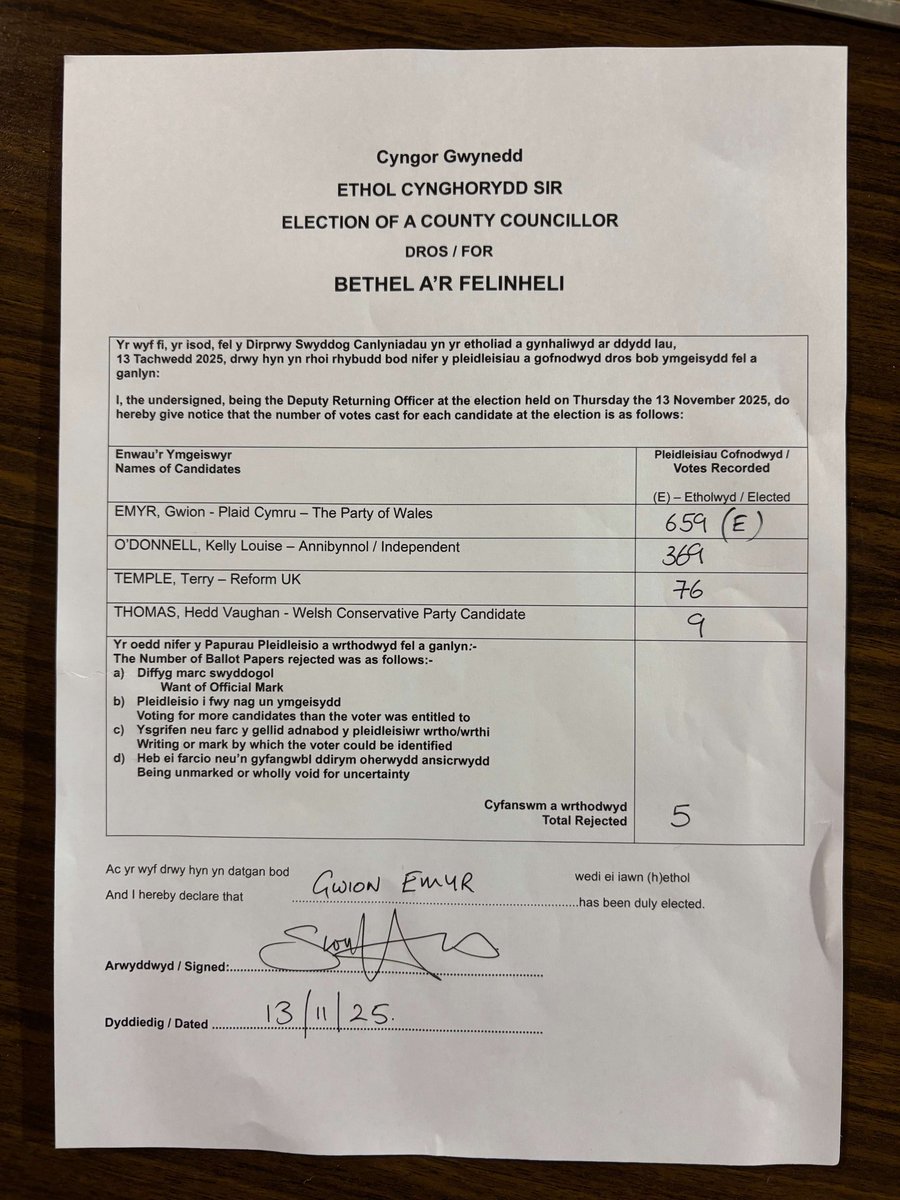 Cyngor Gwynedd
ETHOL CYNGHORYDD SIR
ELECTION OF A COUNTY COUNCILLOR
DROS / FOR
BETHEL A'R FELINHELI
Yr wyf fi, yr isod, fel y Dirprwy Swyddog Canlyniadau yn yr etholiad a gynhaliwyd ar ddydd Iau,
13 Tachwedd 2025, drwy hyn yn rhoi rhybudd bod nifer y pleidleisiau a gofnodwyd dros bob ymgeisydd fel a
ganlyn:
I, the undersigned, being the Deputy Returning Officer at the election held on Thursday the 13 November 2025, do
hereby give notice that the number of votes cast for each candidate at the election is as follows:
Enwau'r Ymgeiswyr
Names of Candidates
Pleidleisiau Cofnodwyd /
Votes Recorded
(E) – Etholwyd / Elected
EMYR, Gwion - Plaid Cymru – The Party of Wales 659 (E)
O'DONNELL, Kelly Louise – Annibynnol / Independent 369
TEMPLE, Terry – Reform UK 76
THOMAS, Hedd Vaughan - Welsh Conservative Party Candidate 9
Yr oedd nifer y Papurau Pleidleisio a wrthodwyd fel a ganlyn:-
The Number of Ballot Papers rejected was as follows:-
a) Diffyg marc swyddogol
Want of Official Mark
b) Pleidleisio i fwy nag un ymgeisydd
Voting for more candidates than the voter was entitled to
c) Ysgrifen neu farc y gellid adnabod y pleidleisiwr wrtho/wrthi
Writing or mark by which the voter could be identified
d) Heb ei farcio neu'n gyfangwbl ddirym oherwydd ansicrwydd
Being unmarked or wholly void for uncertainty
Cyfanswm a wrthodwyd
Total Rejected 5
Ac yr wyf drwy hyn yn datgan bod wedi ei iawn (h)ethol
And I hereby declare that GWION EMYR has been duly elected.
Arwyddwyd / Signed:
Dyddiedig / Dated 13/11/25.